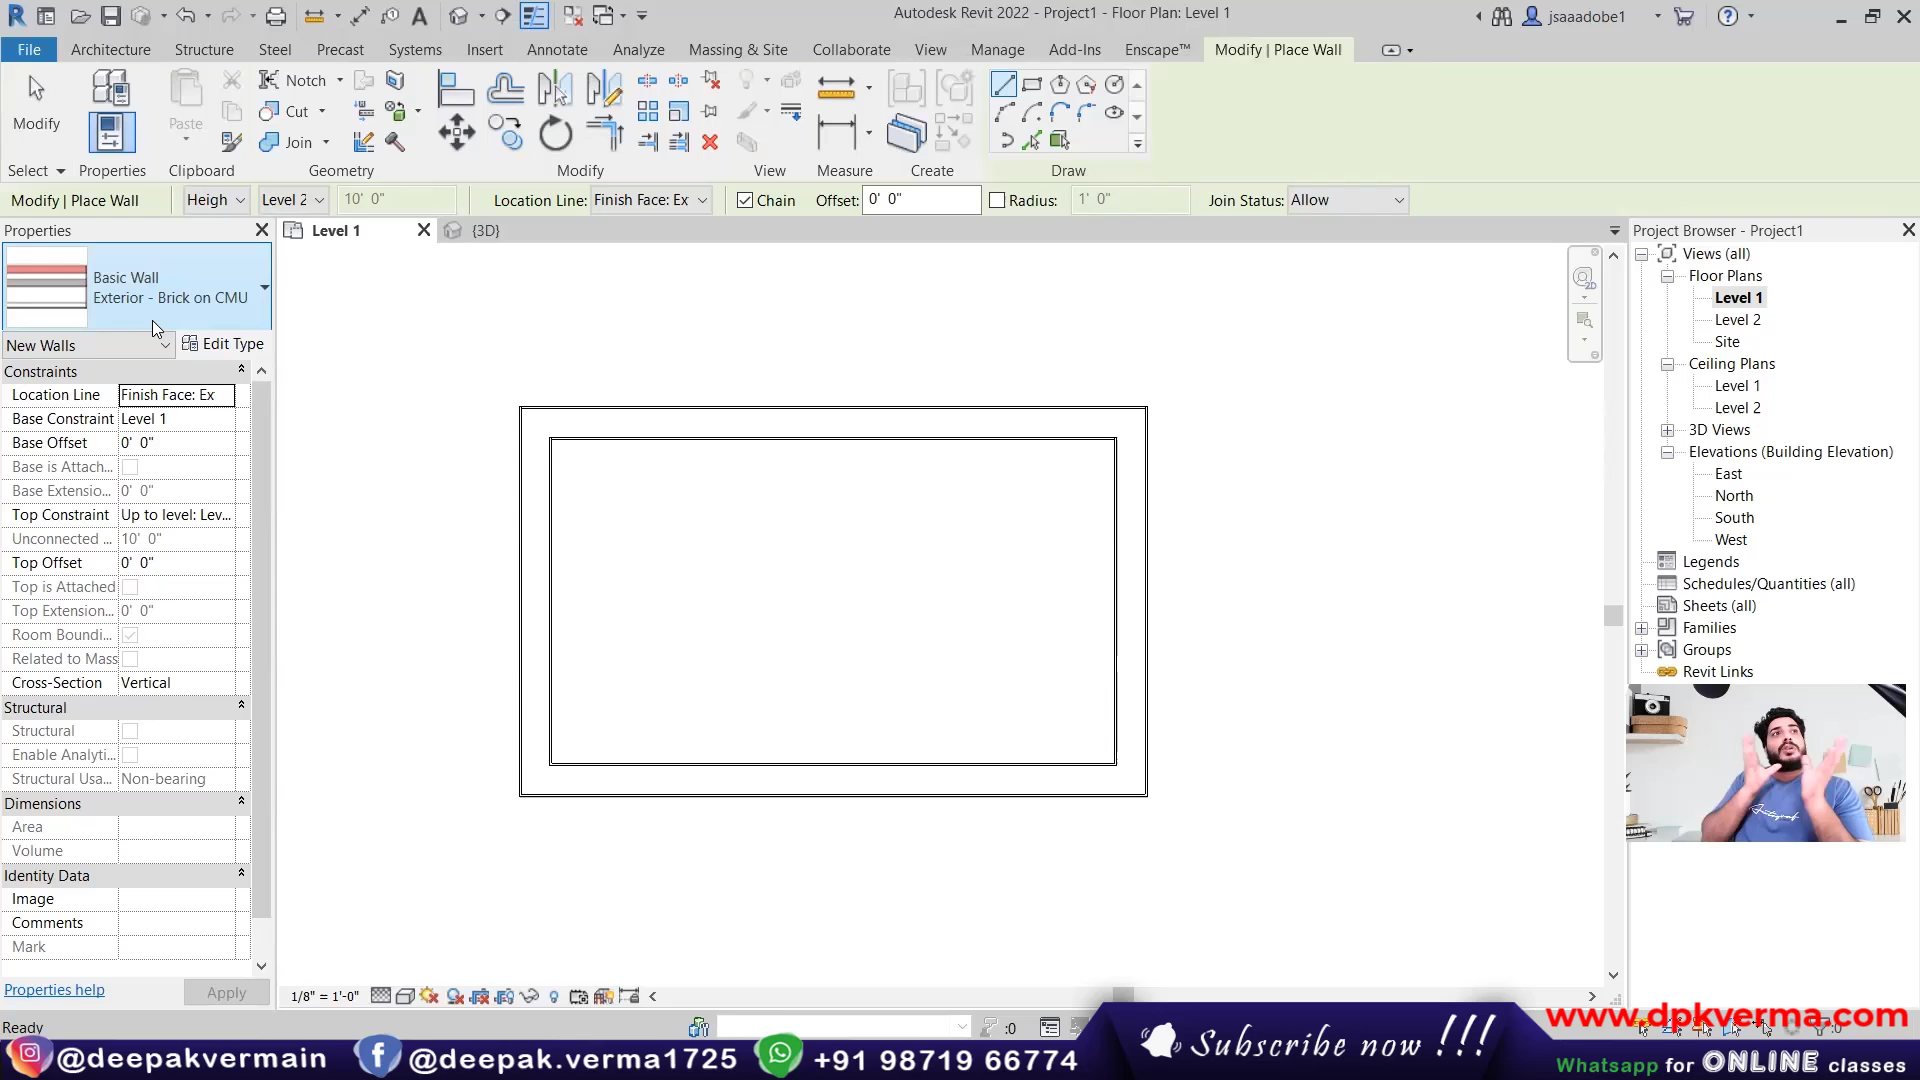 Autodesk Revit 2022 - Project1 - Floor Plan: Level 1
jsaaadobe1
File Architecture Structure Steel Precast Systems Insert Annotate Analyze Massing & Site Collaborate View Manage Add-Ins Enscape™ Modify | Place Wall
Modify
Paste
Notch
Cut
Join
Select Properties Clipboard Geometry Modify View Measure Create Draw
Modify | Place Wall Heigh Level 2 10' 0" Location Line: Finish Face: Ex Chain Offset: 0' 0" Radius: 1' 0" Join Status: Allow
Properties
Level 1 {3D}
Basic Wall
Exterior - Brick on CMU
New Walls Edit Type
Constraints
Location Line Finish Face: Ex
Base Constraint Level 1
Base Offset 0' 0"
Base is Attach...
Base Extensio... 0' 0"
Top Constraint Up to level: Lev...
Unconnected ... 10' 0"
Top Offset 0' 0"
Top is Attached
Top Extension... 0' 0"
Room Boundi...
Related to Mass
Cross-Section Vertical
Structural
Structural
Enable Analyti...
Structural Usa... Non-bearing
Dimensions
Area
Volume
Identity Data
Image
Comments
Mark
Properties help Apply
2D
Project Browser - Project1
Views (all)
Floor Plans
Level 1
Level 2
Site
Ceiling Plans
Level 1
Level 2
3D Views
Elevations (Building Elevation)
East
North
South
West
Legends
Schedules/Quantities (all)
Sheets (all)
Families
Groups
Revit Links
1/8" = 1'-0"
Ready
:0
:0
www.dpkverma.com
@deepakvermain @deepak.verma1725 +91 98719 66774 Subscribe now !!!
Whatsapp for ONLINE classes